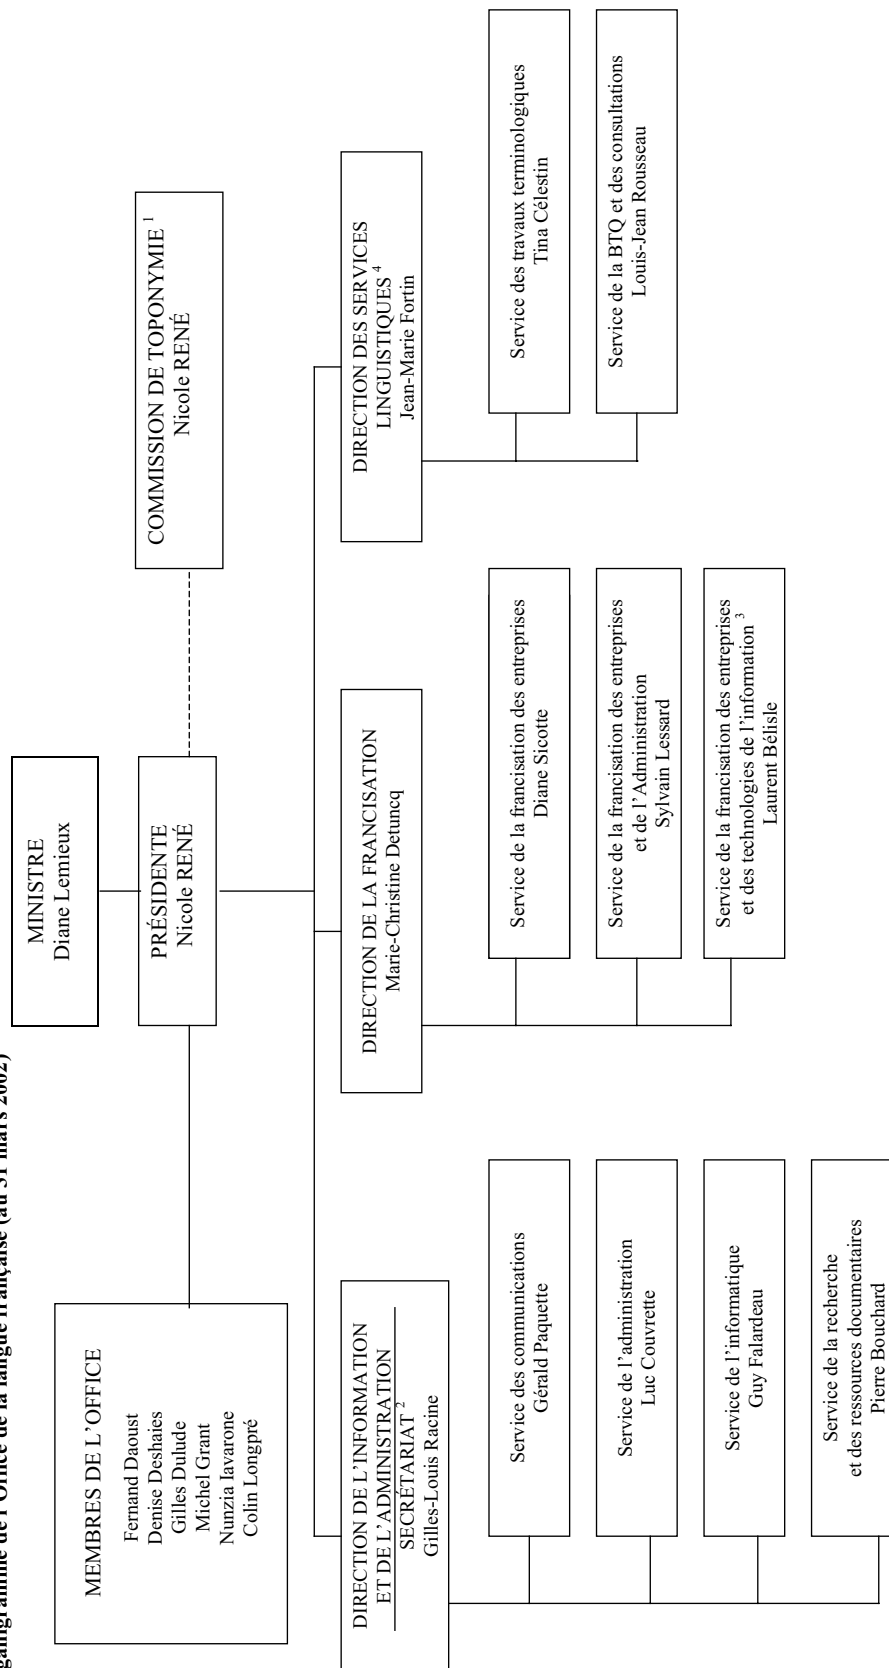 ganigramme de l'Office de la langue française (au 31 mars 2002)
MINISTRE
Diane Lemieux
MEMBRES DE L'OFFICE
Fernand Daoust
Denise Deshaies
Gilles Dulude
Michel Grant
Nunzia Iavarone
Colin Longpré
PRÉSIDENTE
Nicole RENÉ
COMMISSION DE TOPONYMIE 1
Nicole RENÉ
DIRECTION DE L'INFORMATION
ET DE L'ADMINISTRATION
SECRÉTARIAT 2
Gilles-Louis Racine
Service des communications
Gérald Paquette
Service de l'administration
Luc Couvrette
Service de l'informatique
Guy Falardeau
Service de la recherche
et des ressources documentaires
Pierre Bouchard
DIRECTION DE LA FRANCISATION
Marie-Christine Detuncq
Service de la francisation des entreprises
Diane Sicotte
Service de la francisation des entreprises
et de l'Administration
Sylvain Lessard
Service de la francisation des entreprises
et des technologies de l'information 3
Laurent Bélisle
DIRECTION DES SERVICES
LINGUISTIQUES 4
Jean-Marie Fortin
Service des travaux terminologiques
Tina Célestin
Service de la BTQ et des consultations
Louis-Jean Rousseau